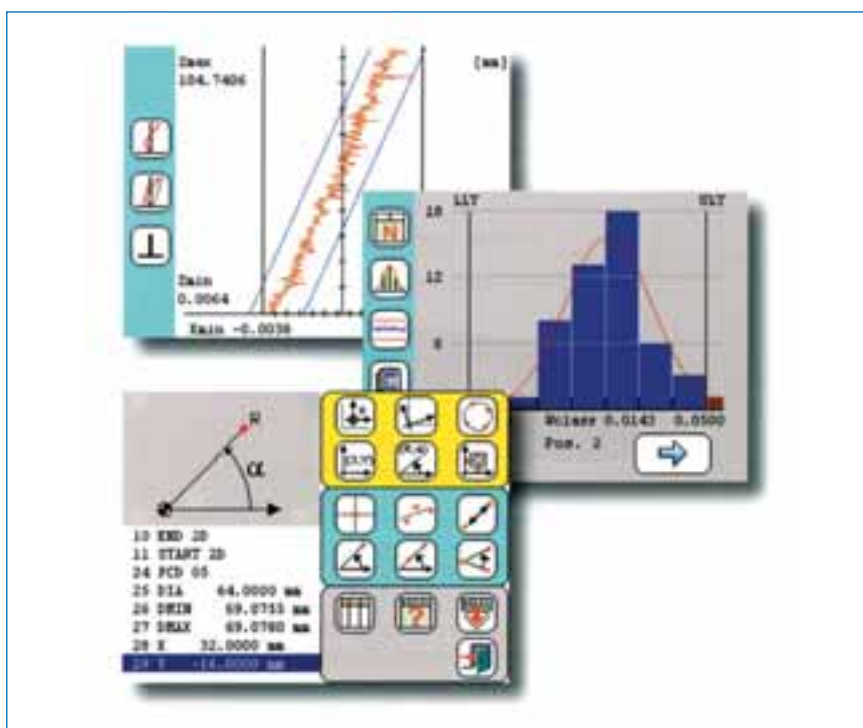 Zmax
104.7406
[mm]
Zmin
0.0064
Xmin -0.0038
N
LLT
ULT
18
12
Wclass 0.0143 0.0500
Pos. 2
α
10 END 2D
11 START 2D
24 PCD 05
25 DIA 64.0000 mm
26 DMIN 69.0755 mm
27 DMAX 69.0780 mm
28 X 32.0000 mm
29 Y -16.0000 mm
?